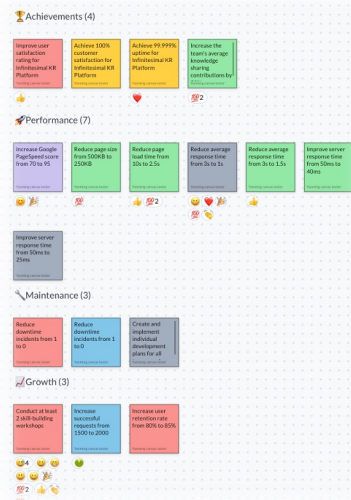 🏆Achievements (4)
Improve user
satisfaction
rating for
Infinitesimal KR
Platform
Achieve 100%
customer
satisfaction for
Infinitesimal KR
Platform
Achieve 99.999%
uptime for
Infinitesimal KR
Platform
Increase the
team's average
knowledge
sharing
contributions by
2
🚀Performance (7)
Increase Google
PageSpeed score
from 70 to 95
Reduce page size
from 500KB to
250KB
Reduce page
load time from
10s to 2.5s
Reduce average
response time
from 3s to 1s
Reduce average
response time
from 3s to 1.5s
Improve server
response time
from 50ms to
40ms
2
Improve server
response time
from 50ms to
25ms
🔧Maintenance (3)
Reduce
downtime
incidents from 1
to 0
Reduce
downtime
incidents from 1
to 0
Create and
implement
individual
development
plans for all
📈Growth (3)
Conduct at least
2 skill-building
workshops
Increase
successful
requests from
1500 to 2000
Increase user
retention rate
from 80% to 85%
4
2